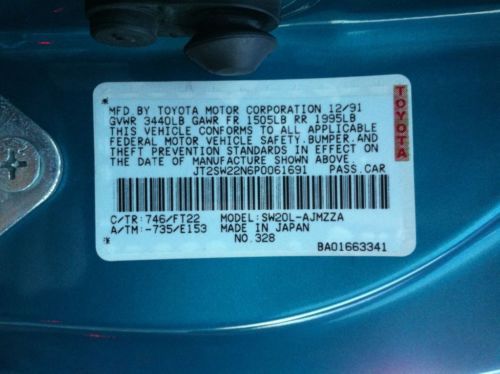 MFD BY TOYOTA MOTOR CORPORATION 12/91
GVWR 3440LB GAWR FR 1505LB RR 1995LB
THIS VEHICLE CONFORMS TO ALL APPLICABLE
FEDERAL MOTOR VEHICLE SAFETY,BUMPER,AND
THEFT PREVENTION STANDARDS IN EFFECT ON
THE DATE OF MANUFACTURE SHOWN ABOVE.
JT2SW22N6P0061691 PASS.CAR
C/TR: 746/FT22 MODEL: SW20L-AJMZZA
A/TM: -735/E153 MADE IN JAPAN
NO.328
BA01663341
TOYOTA